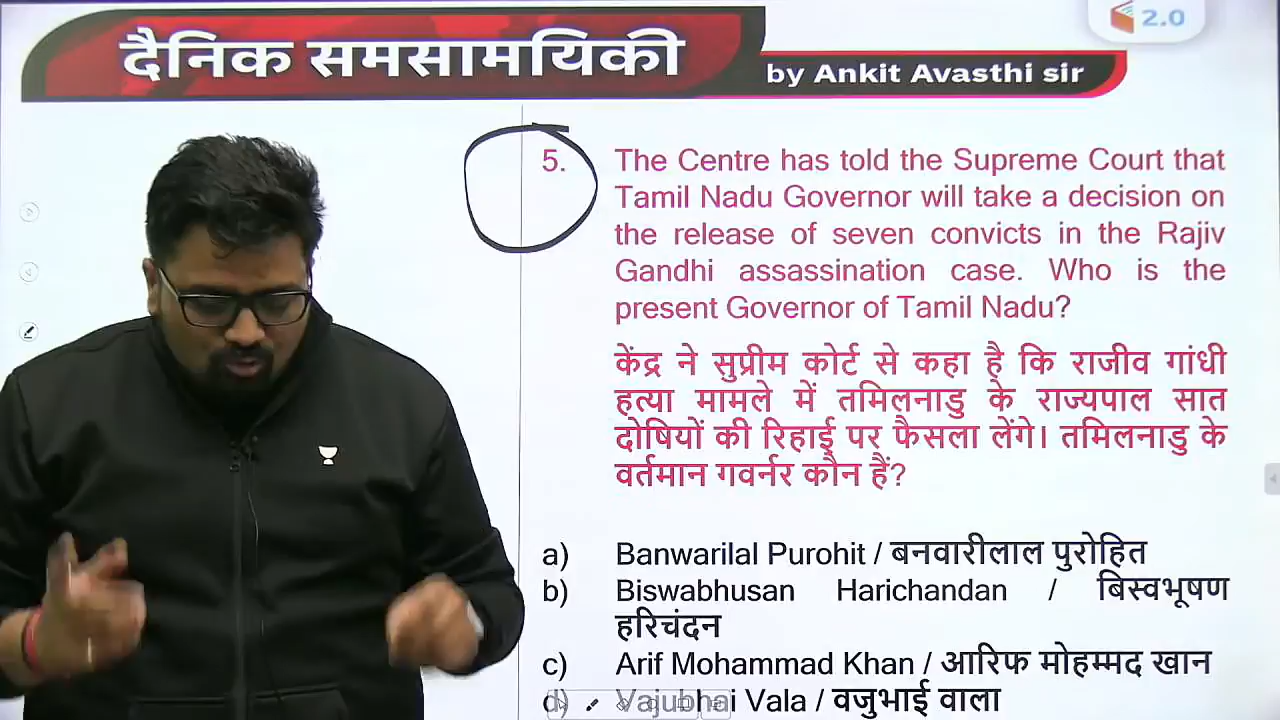 2.0
दैनिक समसामयिकी
by Ankit Avasthi sir
5. The Centre has told the Supreme Court that
Tamil Nadu Governor will take a decision on
the release of seven convicts in the Rajiv
Gandhi assassination case. Who is the
present Governor of Tamil Nadu?
केंद्र ने सुप्रीम कोर्ट से कहा है कि राजीव गांधी
हत्या मामले में तमिलनाडु के राज्यपाल सात
दोषियों की रिहाई पर फैसला लेंगे। तमिलनाडु के
वर्तमान गवर्नर कौन हैं?
a) Banwarilal Purohit / बनवारीलाल पुरोहित
b) Biswabhusan Harichandan / बिस्वभूषण
हरिचंदन
c) Arif Mohammad Khan / आरिफ मोहम्मद खान
d) Vajubhai Vala / वजुभाई वाला